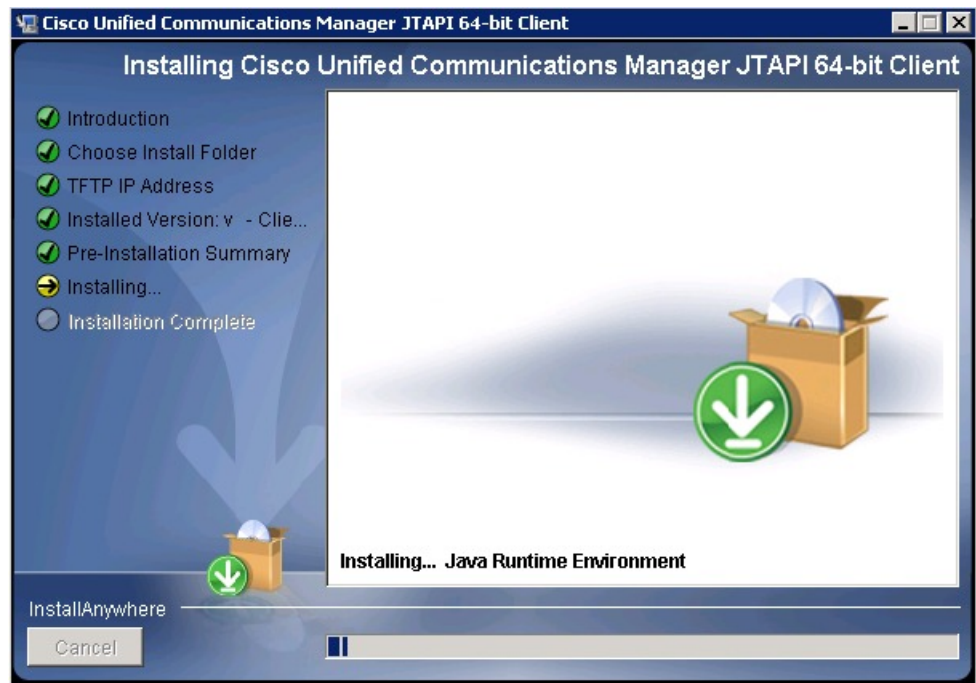 Cisco Unified Communications Manager JTAPI 64-bit Client
Installing Cisco Unified Communications Manager JTAPI 64-bit Client
Introduction
Choose Install Folder
TFTP IP Address
Installed Version: v - Clie...
Pre-Installation Summary
Installing...
Installation Complete
Installing... Java Runtime Environment
InstallAnywhere
Cancel